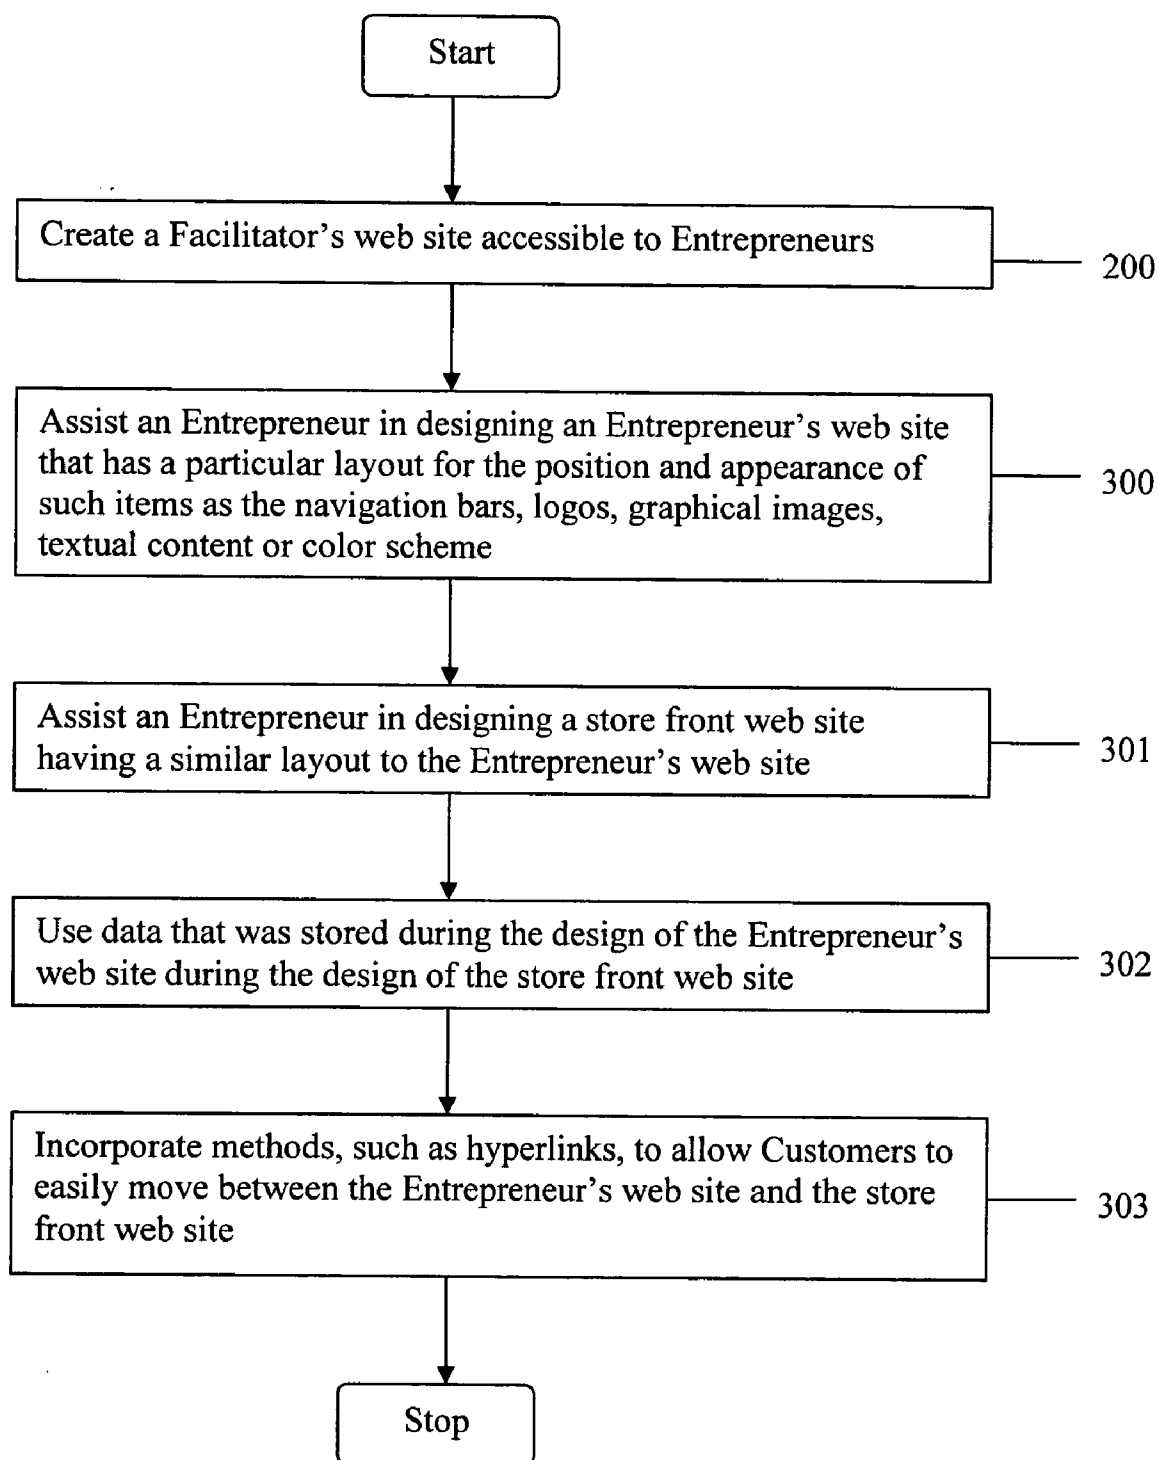 Start
Create a Facilitator's web site accessible to Entrepreneurs
200
Assist an Entrepreneur in designing an Entrepreneur's web site
that has a particular layout for the position and appearance of
such items as the navigation bars, logos, graphical images,
textual content or color scheme
300
Assist an Entrepreneur in designing a store front web site
having a similar layout to the Entrepreneur's web site
301
Use data that was stored during the design of the Entrepreneur's
web site during the design of the store front web site
302
Incorporate methods, such as hyperlinks, to allow Customers to
easily move between the Entrepreneur's web site and the store
front web site
303
Stop